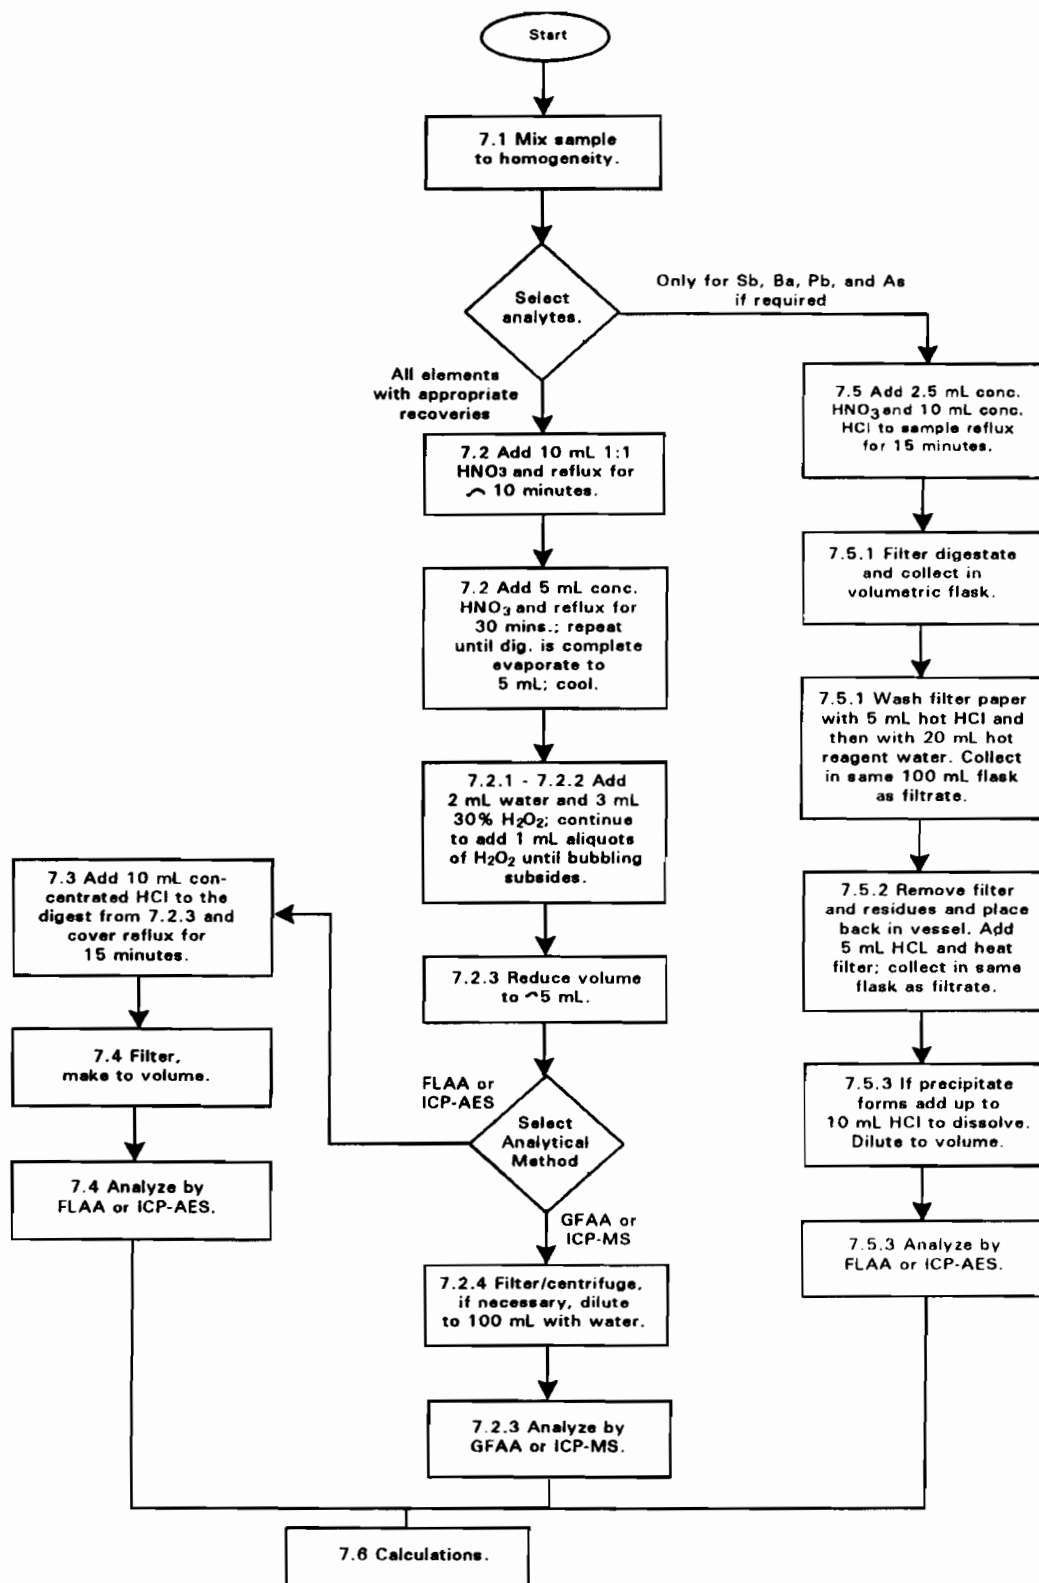 Start
7.1 Mix sample
to homogeneity.
Select
analytes.
Only for Sb, Ba, Pb, and As
if required
All elements
with appropriate
recoveries
7.2 Add 10 mL 1:1
HNO3 and reflux for
~ 10 minutes.
7.2 Add 5 mL conc.
HNO3 and reflux for
30 mins.; repeat
until dig. is complete
evaporate to
5 mL; cool.
7.2.1 - 7.2.2 Add
2 mL water and 3 mL
30% H2O2; continue
to add 1 mL aliquots
of H2O2 until bubbling
subsides.
7.2.3 Reduce volume
to ~5 mL.
Select
Analytical
Method
FLAA or
ICP-AES
7.3 Add 10 mL con-
centrated HCl to the
digest from 7.2.3 and
cover reflux for
15 minutes.
7.4 Filter,
make to volume.
7.4 Analyze by
FLAA or ICP-AES.
GFAA or
ICP-MS
7.2.4 Filter/centrifuge,
if necessary, dilute
to 100 mL with water.
7.2.3 Analyze by
GFAA or ICP-MS.
7.5 Add 2.5 mL conc.
HNO3 and 10 mL conc.
HCl to sample reflux
for 15 minutes.
7.5.1 Filter digestate
and collect in
volumetric flask.
7.5.1 Wash filter paper
with 5 mL hot HCl and
then with 20 mL hot
reagent water. Collect
in same 100 mL flask
as filtrate.
7.5.2 Remove filter
and residues and place
back in vessel. Add
5 mL HCL and heat
filter; collect in same
flask as filtrate.
7.5.3 If precipitate
forms add up to
10 mL HCl to dissolve.
Dilute to volume.
7.5.3 Analyze by
FLAA or ICP-AES.
7.6 Calculations.